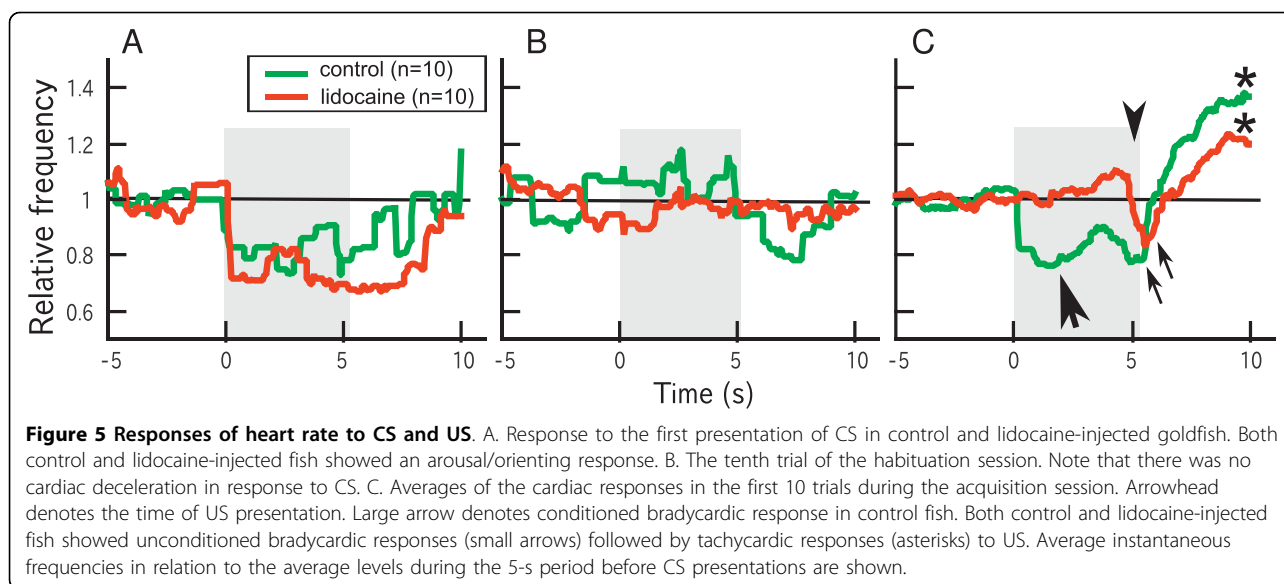 A B C
control (n=10)
lidocaine (n=10)
Relative frequency
1.4
1.2
1
0.8
0.6
* *
-5 0 5 10 -5 0 5 10 -5 0 5 10
Time (s)
Figure 5 Responses of heart rate to CS and US. A. Response to the first presentation of CS in control and lidocaine-injected goldfish. Both
control and lidocaine-injected fish showed an arousal/orienting response. B. The tenth trial of the habituation session. Note that there was no
cardiac deceleration in response to CS. C. Averages of the cardiac responses in the first 10 trials during the acquisition session. Arrowhead
denotes the time of US presentation. Large arrow denotes conditioned bradycardic response in control fish. Both control and lidocaine-injected
fish showed unconditioned bradycardic responses (small arrows) followed by tachycardic responses (asterisks) to US. Average instantaneous
frequencies in relation to the average levels during the 5-s period before CS presentations are shown.